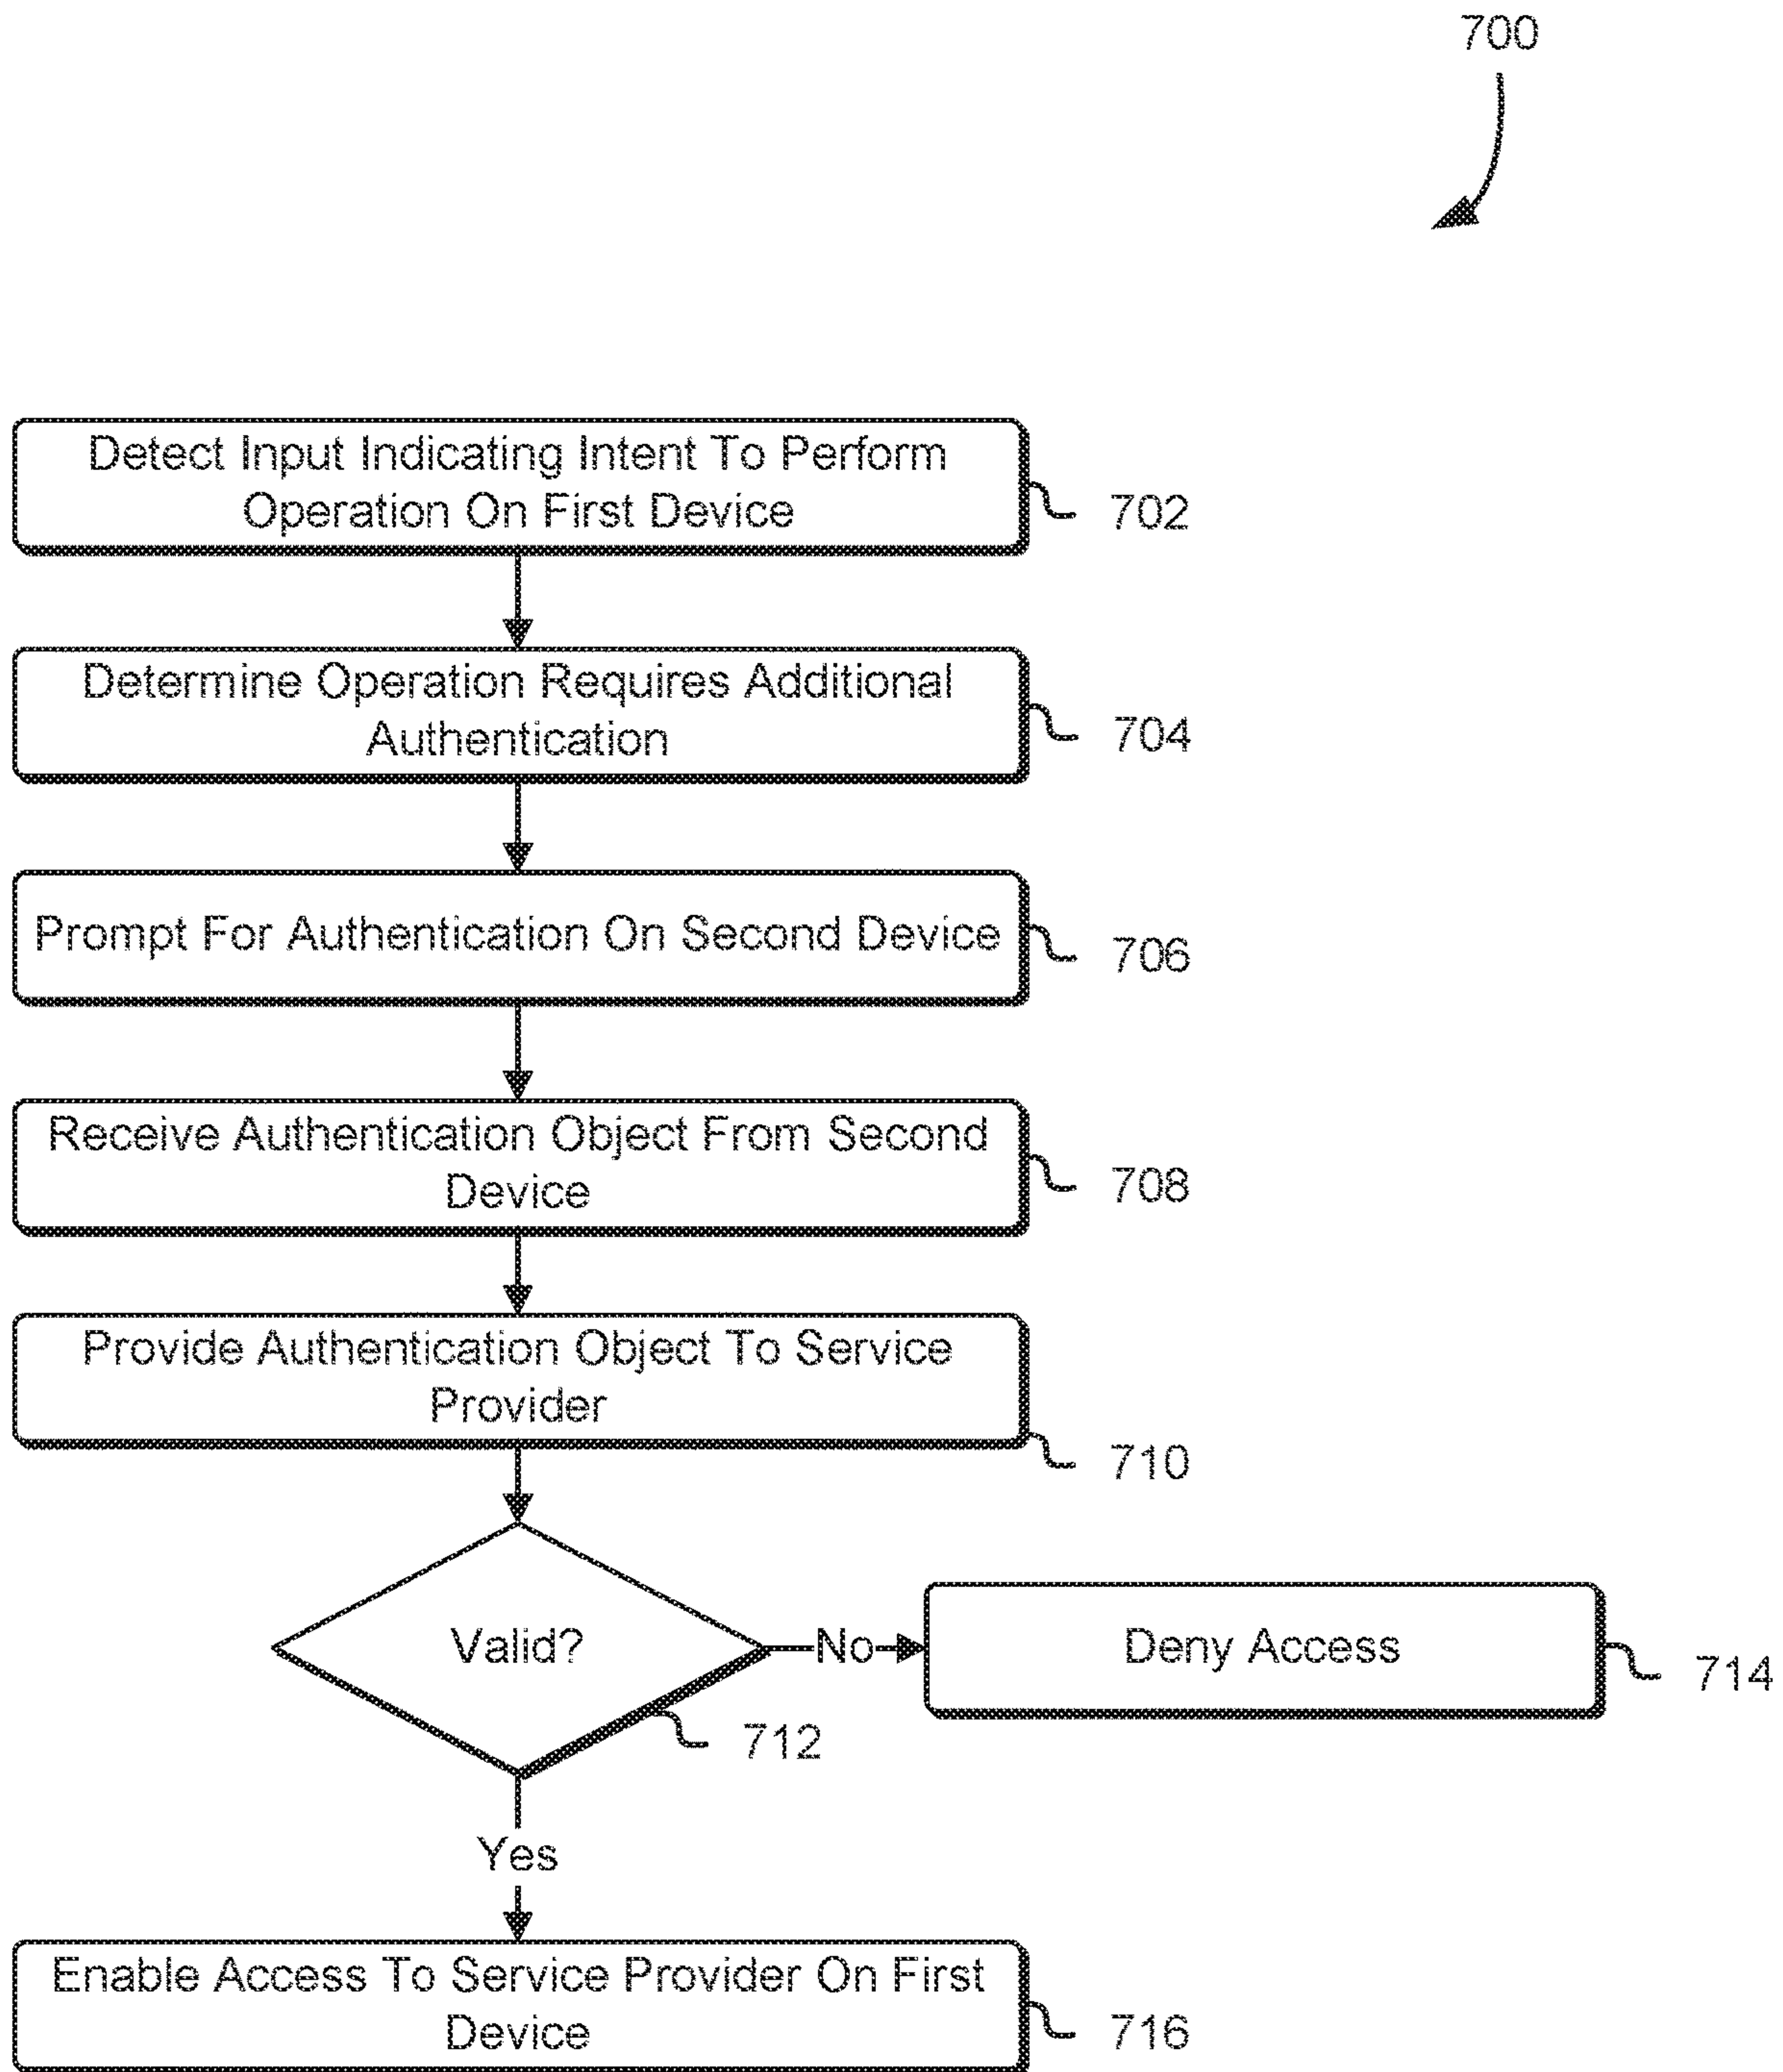 700
Detect Input Indicating Intent To Perform
Operation On First Device
702
Determine Operation Requires Additional
Authentication
704
Prompt For Authentication On Second Device
706
Receive Authentication Object From Second
Device
708
Provide Authentication Object To Service
Provider
710
Valid?
No
Deny Access
714
712
Yes
Enable Access To Service Provider On First
Device
716